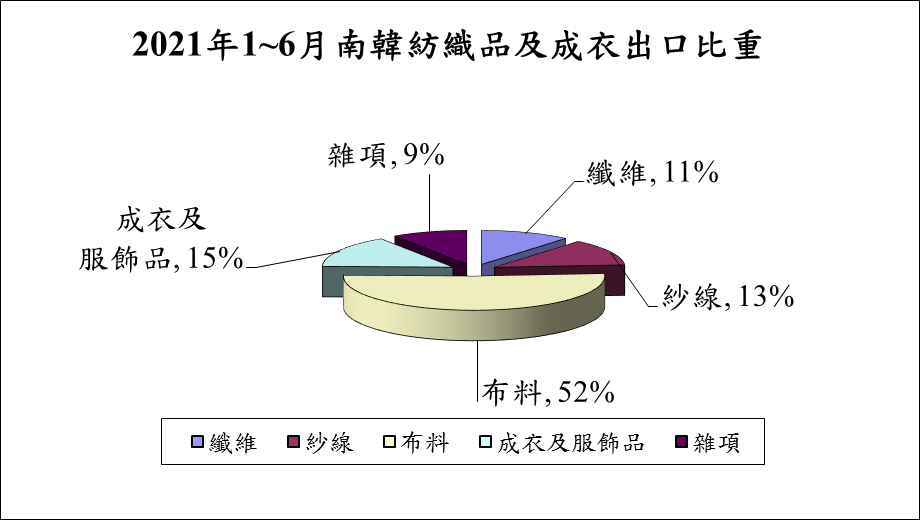 2021年1~6月南韓紡織品及成衣出口比重
雜項, 9%
纖維, 11%
成衣及
服飾品, 15%
紗線, 13%
布料, 52%
纖維 紗線 布料 成衣及服飾品 雜項